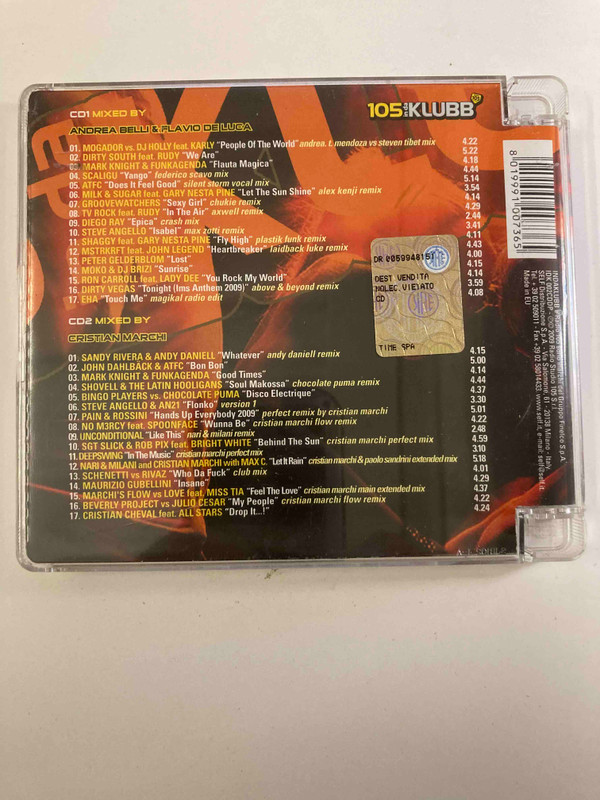 CD1 MIXED BY
ANDREA BELLI & FLAVIO DE LUCA
105 KLUBB
01. MOGADOR vs. DJ HOLLY feat. KARLY "People Of The World" andrea. t. mendoza vs steven tibet mix 4.22
02. DIRTY SOUTH feat. RUDY "We Are" 5.22
03. MARK KNIGHT & FUNKAGENDA "Flauta Magica" 4.18
04. SCALIGU "Yango" federico scavo mix 4.44
05. ATFC "Does It Feel Good" silent storm vocal mix 5.14
06. MILK & SUGAR feat. GARY NESTA PINE "Let The Sun Shine" alex kenji remix 3.54
07. GROOVEWATCHERS "Sexy Girl" chukie remix 4.14
08. TV ROCK feat. RUDY "In The Air" axwell remix 4.29
09. DIEGO RAY "Epica" crash mix 2.44
10. STEVE ANGELLO "Isabel" max zotti remix 3.41
11. SHAGGY feat. GARY NESTA PINE "Fly High" plastik funk remix 4.11
12. MSTRKRFT feat. JOHN LEGEND "Heartbreaker" laidback luke remix 4.43
13. PETER GELDERBLOM "Lost" 4.00
14. MOKO & DJ BRIZI "Sunrise" 4.15
15. RON CARROLL feat. LADY DEE "You Rock My World" 4.14
16. DIRTY VEGAS "Tonight (Ims Anthem 2009)" above & beyond remix 3.59
17. EHA "Touch Me" magikal radio edit 4.08
DR 005994815
DEST VENDITA
NOLEG.VIETATO
CD
TIME SPA
CD2 MIXED BY
CRISTIAN MARCHI
01. SANDY RIVERA & ANDY DANIELL "Whatever" andy daniell remix 4.15
02. JOHN DAHLBACK & ATFC "Bon Bon" 5.00
03. MARK KNIGHT & FUNKAGENDA "Good Times" 4.14
04. SHOVELL & THE LATIN HOOLIGANS "Soul Makossa" chocolate puma remix 4.44
05. BINGO PLAYERS vs. CHOCOLATE PUMA "Disco Electrique" 4.37
06. STEVE ANGELLO & AN21 "Flonko" version 1 3.30
07. PAIN & ROSSINI "Hands Up Everybody 2009" perfect remix by cristian marchi 5.01
08. NO M3RCY feat. SPOONFACE "Wunna Be" cristian marchi flow remix 4.22
09. UNCONDITIONAL "Like This" nari & milani remix 2.48
10. SGT SLICK & ROB PIX feat. BRIGHT WHITE "Behind The Sun" cristian marchi perfect mix 4.59
11. DEEPSWING "In The Music" cristian marchi perfect mix 3.10
12. NARI & MILANI and CRISTIAN MARCHI with MAX C. "Let It Rain" cristian marchi & paolo sandrini extended mix 5.18
13. SCHENETTI vs RIVAZ "Who Da Fuck" club mix 4.01
14. MAURIZIO GUBELLINI "Insane" 4.29
15. MARCHI'S FLOW vs LOVE feat. MISS TIA "Feel The Love" cristian marchi main extended mix 4.37
16. BEVERLY PROJECT vs JULIO CESAR "My People" cristian marchi flow remix 4.22
17. CRISTIAN CHEVAL feat. ALL STARS "Drop It...!" 4.24
8 019991 007365
Made in EU